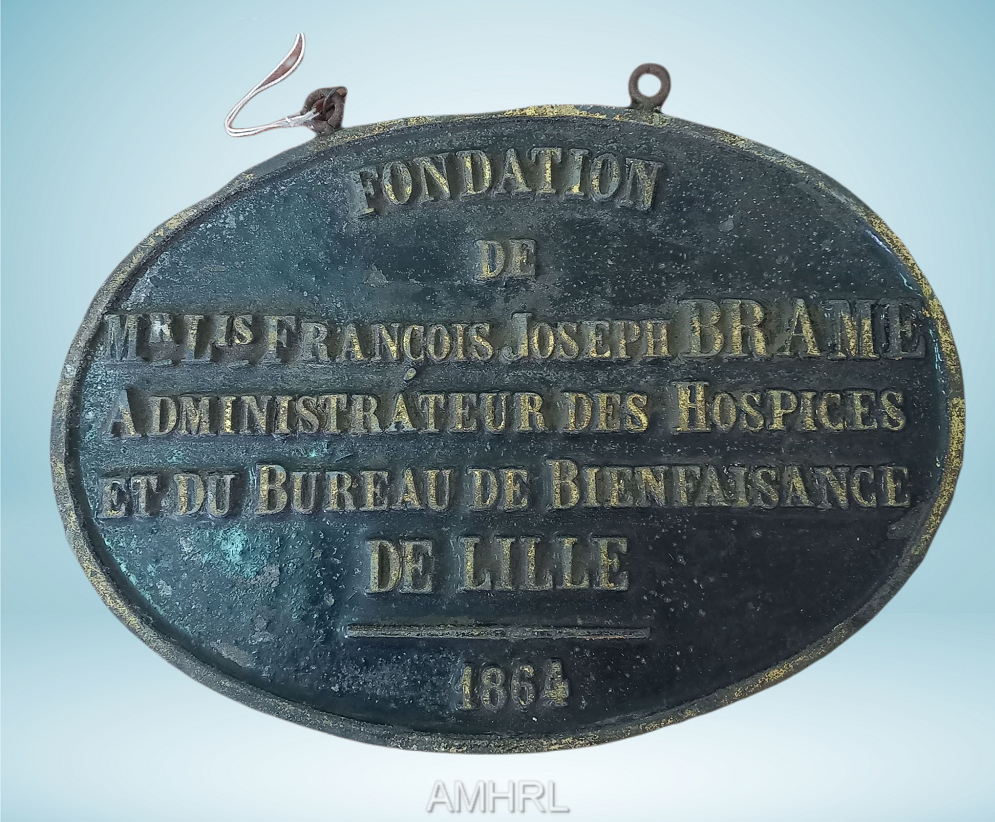 FONDATION
DE
MR LIS FRANÇOIS JOSEPH BRAME
ADMINISTRATEUR DES HOSPICES
ET DU BUREAU DE BIENFAISANCE
DE LILLE
1864
AMHRL